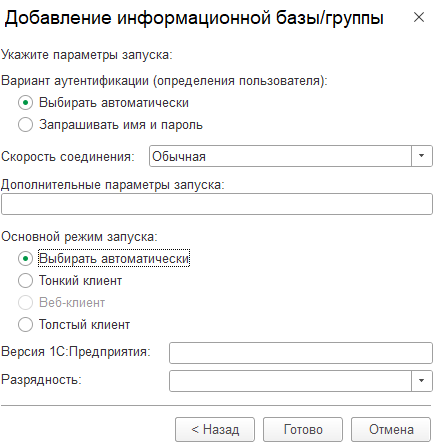 Добавление информационной базы/группы
Укажите параметры запуска:
Вариант аутентификации (определения пользователя):
Выбирать автоматически
Запрашивать имя и пароль
Скорость соединения: Обычная
Дополнительные параметры запуска:
Основной режим запуска:
Выбирать автоматически
Тонкий клиент
Веб-клиент
Толстый клиент
Версия 1С:Предприятия:
Разрядность:
< Назад Готово Отмена